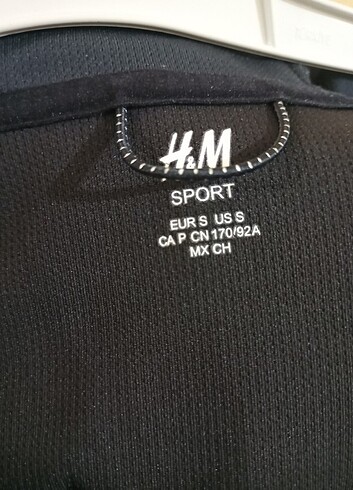 H&M
SPORT
EUR S US S
CA P CN 170/92A
MX CH